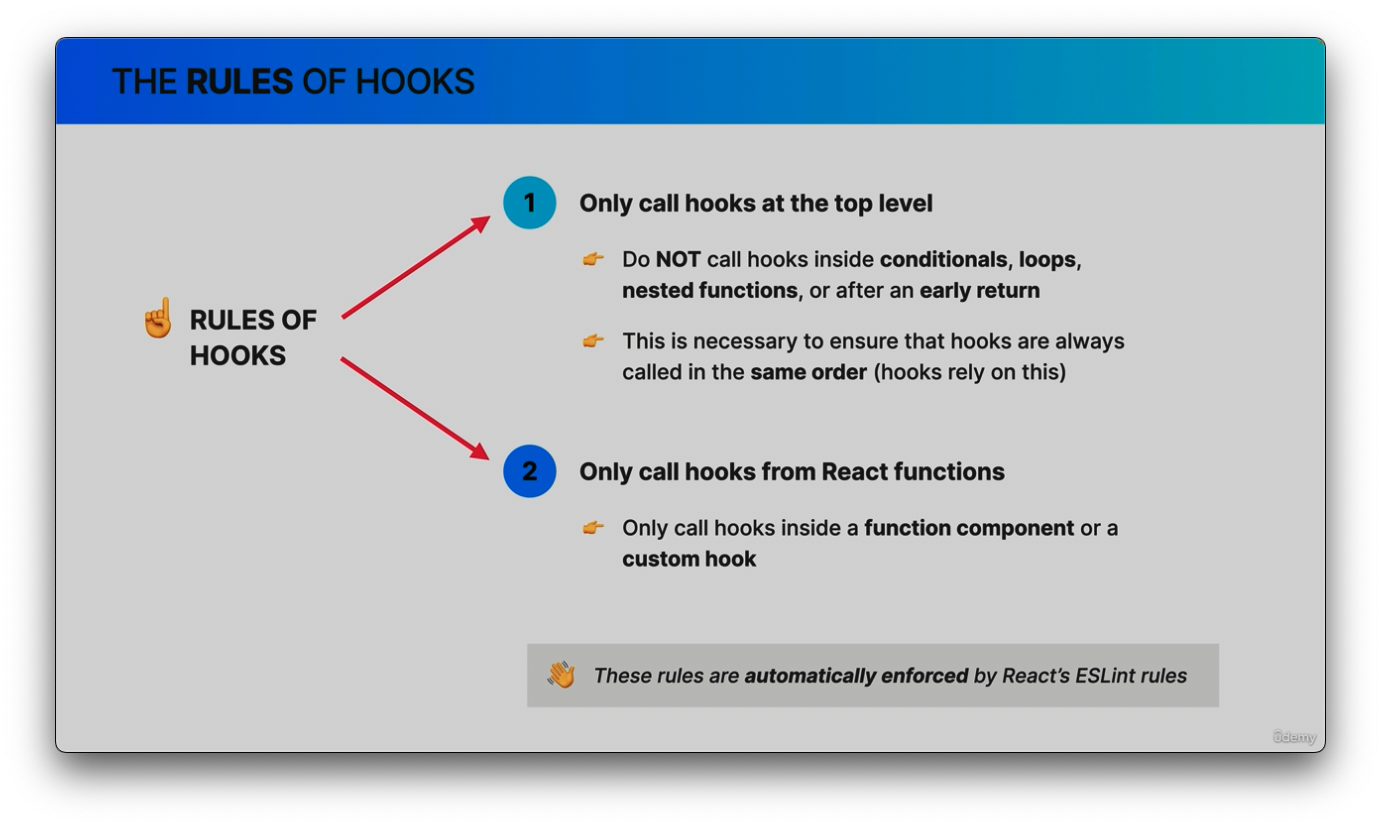 THE RULES OF HOOKS
RULES OF
HOOKS
1
Only call hooks at the top level
Do NOT call hooks inside conditionals, loops,
nested functions, or after an early return
This is necessary to ensure that hooks are always
called in the same order (hooks rely on this)
2
Only call hooks from React functions
Only call hooks inside a function component or a
custom hook
These rules are automatically enforced by React’s ESLint rules
ûdemy